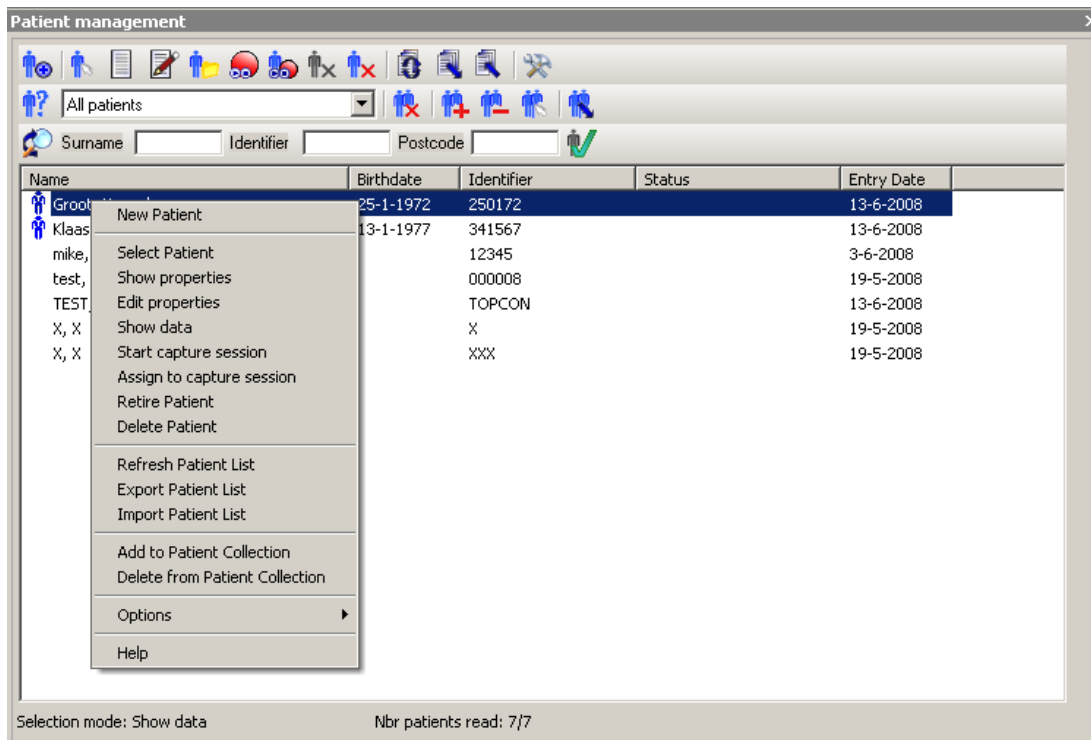 Patient management
All patients
Surname Identifier Postcode
Name Birthdate Identifier Status Entry Date
Groot 25-1-1972 250172 13-6-2008
Klaas 13-1-1977 341567 13-6-2008
mike, 12345 3-6-2008
test, 000008 19-5-2008
TEST_ TOPCON 13-6-2008
X, X X 19-5-2008
X, X XXX 19-5-2008
New Patient
Select Patient
Show properties
Edit properties
Show data
Start capture session
Assign to capture session
Retire Patient
Delete Patient
Refresh Patient List
Export Patient List
Import Patient List
Add to Patient Collection
Delete from Patient Collection
Options
Help
Selection mode: Show data Nbr patients read: 7/7